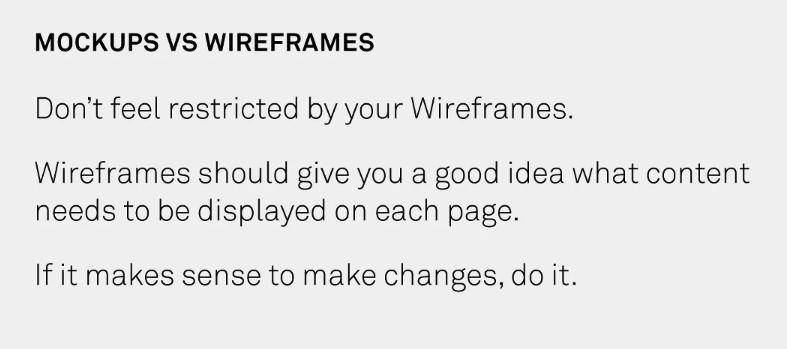 MOCKUPS VS WIREFRAMES
Don’t feel restricted by your Wireframes.
Wireframes should give you a good idea what content
needs to be displayed on each page.
If it makes sense to make changes, do it.